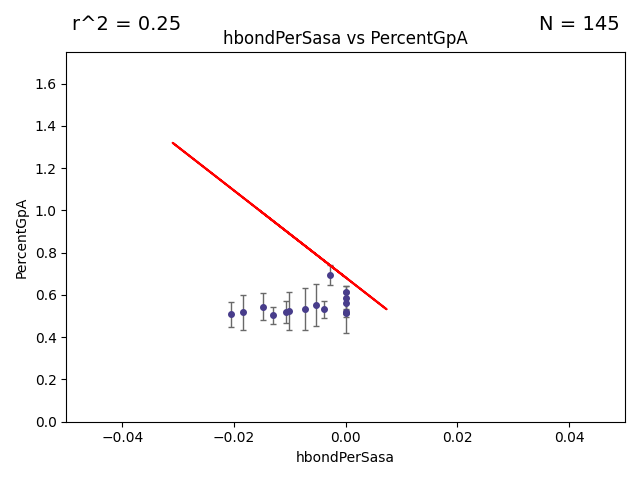 r^2 = 0.25
N = 145
hbondPerSasa vs PercentGpA
PercentGpA
1.6
1.4
1.2
1.0
0.8
0.6
0.4
0.2
0.0
−0.04
−0.02
0.00
0.02
0.04
hbondPerSasa